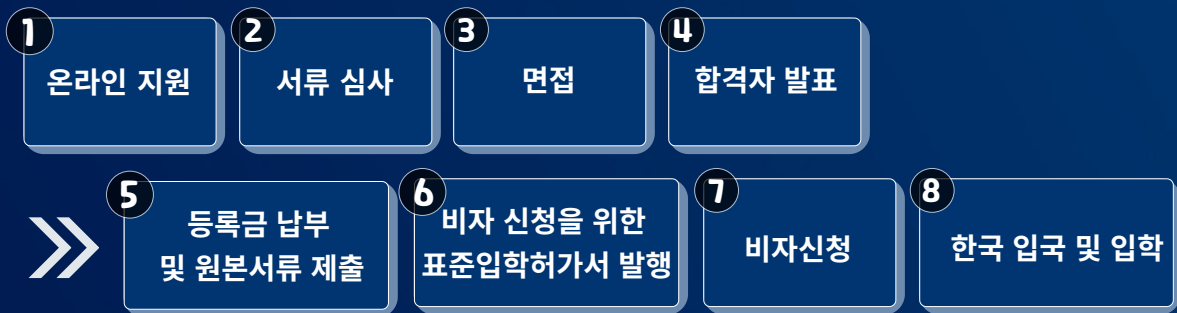 1
온라인 지원
2
서류 심사
3
면접
4
합격자 발표
5
등록금 납부
및 원본서류 제출
6
비자 신청을 위한
표준입학허가서 발행
7
비자신청
8
한국 입국 및 입학